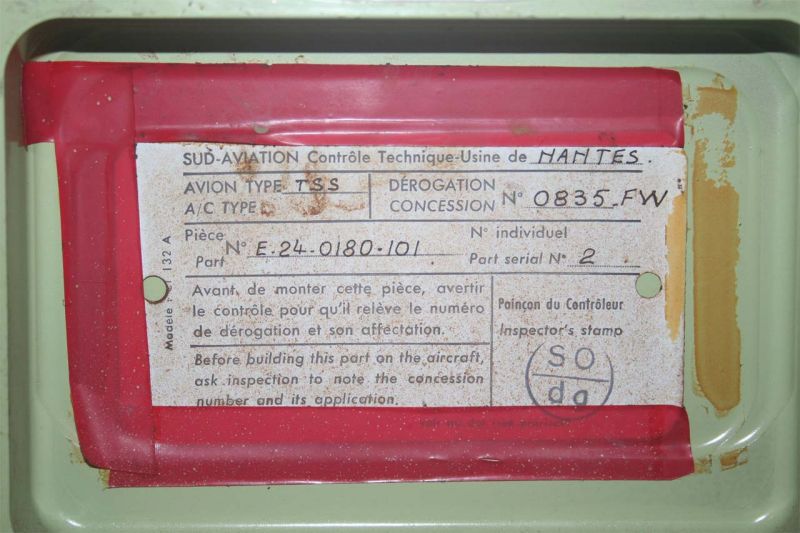 SUD-AVIATION Contrôle Technique-Usine de NANTES.
AVION TYPE TSS
A/C TYPE
DÉROGATION
CONCESSION
N° 0835-FW
Pièce
Part
N° E-24-0180-101
N° individuel
Part serial N° 2
Modèle 132 A
Avant de monter cette pièce, avertir
le contrôle pour qu'il relève le numéro
de dérogation et son affectation.
Before building this part on the aircraft,
ask inspection to note the concession
number and its application.
Poinçon du Contrôleur
Inspector's stamp
SO